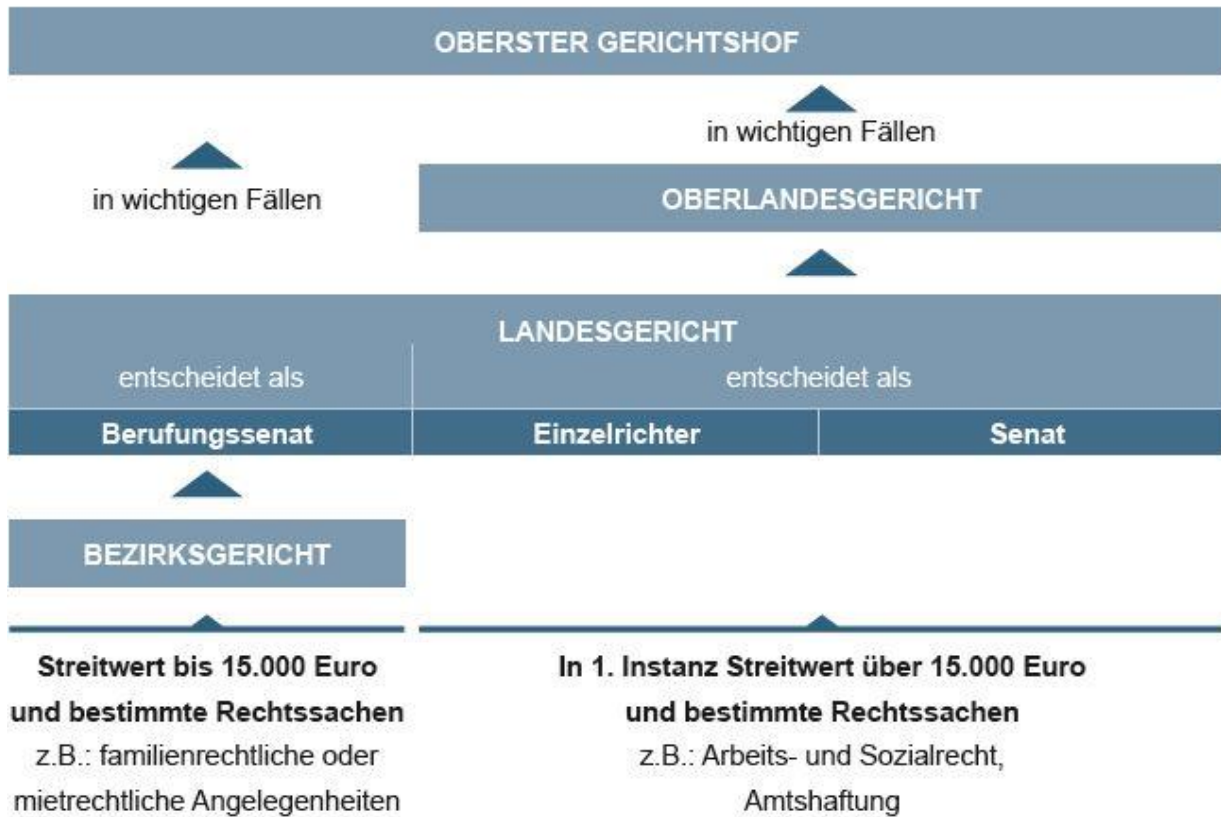 OBERSTER GERICHTSHOF
in wichtigen Fällen
in wichtigen Fällen
OBERLANDESGERICHT
LANDESGERICHT
entscheidet als
entscheidet als
Berufungssenat
Einzelrichter
Senat
BEZIRKSGERICHT
Streitwert bis 15.000 Euro
und bestimmte Rechtssachen
z.B.: familienrechtliche oder
mietrechtliche Angelegenheiten
In 1. Instanz Streitwert über 15.000 Euro
und bestimmte Rechtssachen
z.B.: Arbeits- und Sozialrecht,
Amtshaftung